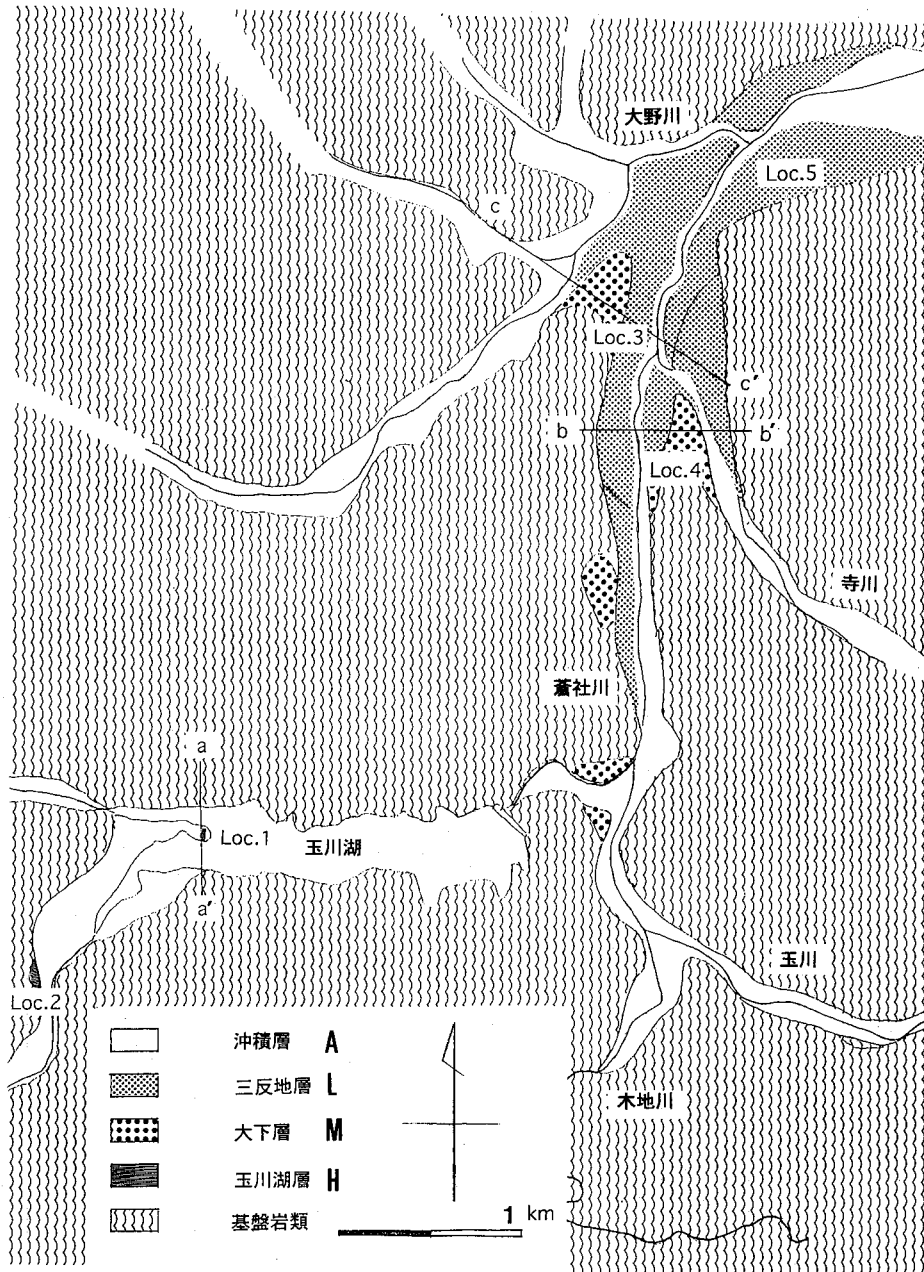 大野川
Loc.5
c
Loc.3
c′
b
b′
Loc.4
寺川
蒼社川
a
Loc.1
玉川湖
a′
玉川
Loc.2
木地川
沖積層 A
三反地層 L
大下層 M
玉川湖層 H
基盤岩類
1 km